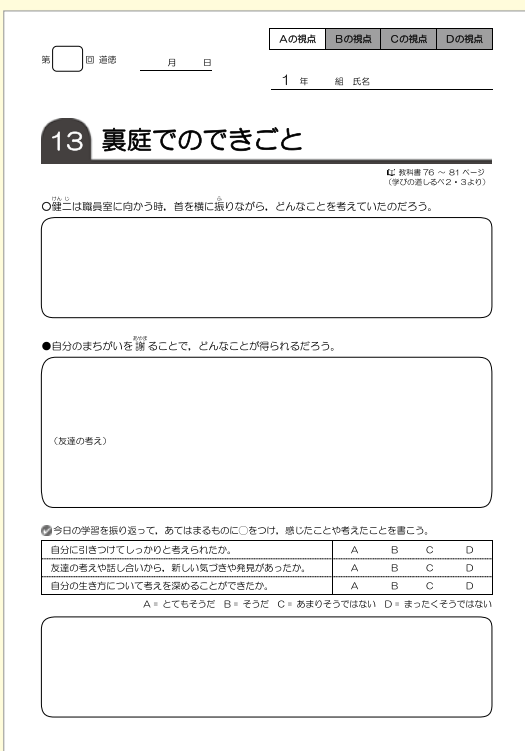 Aの視点 Bの視点 Cの視点 Dの視点
第 回 道徳 月 日
1 年 組 氏名
13 裏庭でのできごと
教科書 76 ～ 81 ページ
（学びの道しるべ 2・3より）
○健二は職員室に向かう時，首を横に振りながら，どんなことを考えていたのだろう。
●自分のまちがいを謝ることで，どんなことが得られるだろう。
（友達の考え）
今日の学習を振り返って，あてはまるものに○をつけ，感じたことや考えたことを書こう。
自分に引きつけてしっかりと考えられたか。 A B C D
友達の考えや話し合いから，新しい気づきや発見があったか。 A B C D
自分の生き方について考えを深めることができたか。 A B C D
A = とてもそうだ B = そうだ C = あまりそうではない D = まったくそうではない